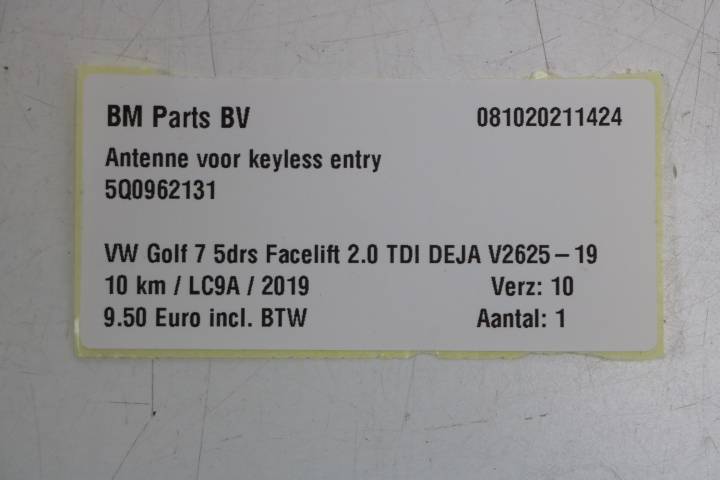 BM Parts BV 081020211424
Antenne voor keyless entry
5Q0962131
VW Golf 7 5drs Facelift 2.0 TDI DEJA V2625-19
10 km / LC9A / 2019 Verz: 10
9.50 Euro incl. BTW Aantal: 1